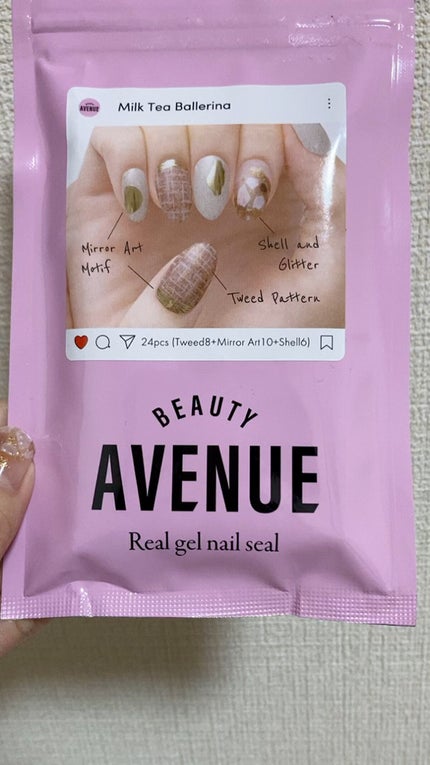 AVENUE
Milk Tea Ballerina
Mirror Art
Motif
Shell and
Glitter
Tweed Pattern
24pcs (Tweed8+Mirror Art10+Shell6)
BEAUTY
AVENUE
Real gel nail seal